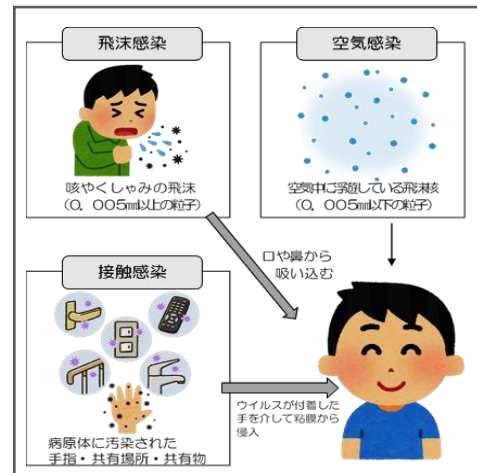 飛沫感染
咳やくしゃみの飛沫
(0.005㎜以上の粒子)
空気感染
空気中に浮遊している飛沫核
(0.005㎜以下の粒子)
口や鼻から
吸い込む
接触感染
病原体に汚染された
手指・共有場所・共有物
ウイルスが付着した
手を介して粘膜から
侵入